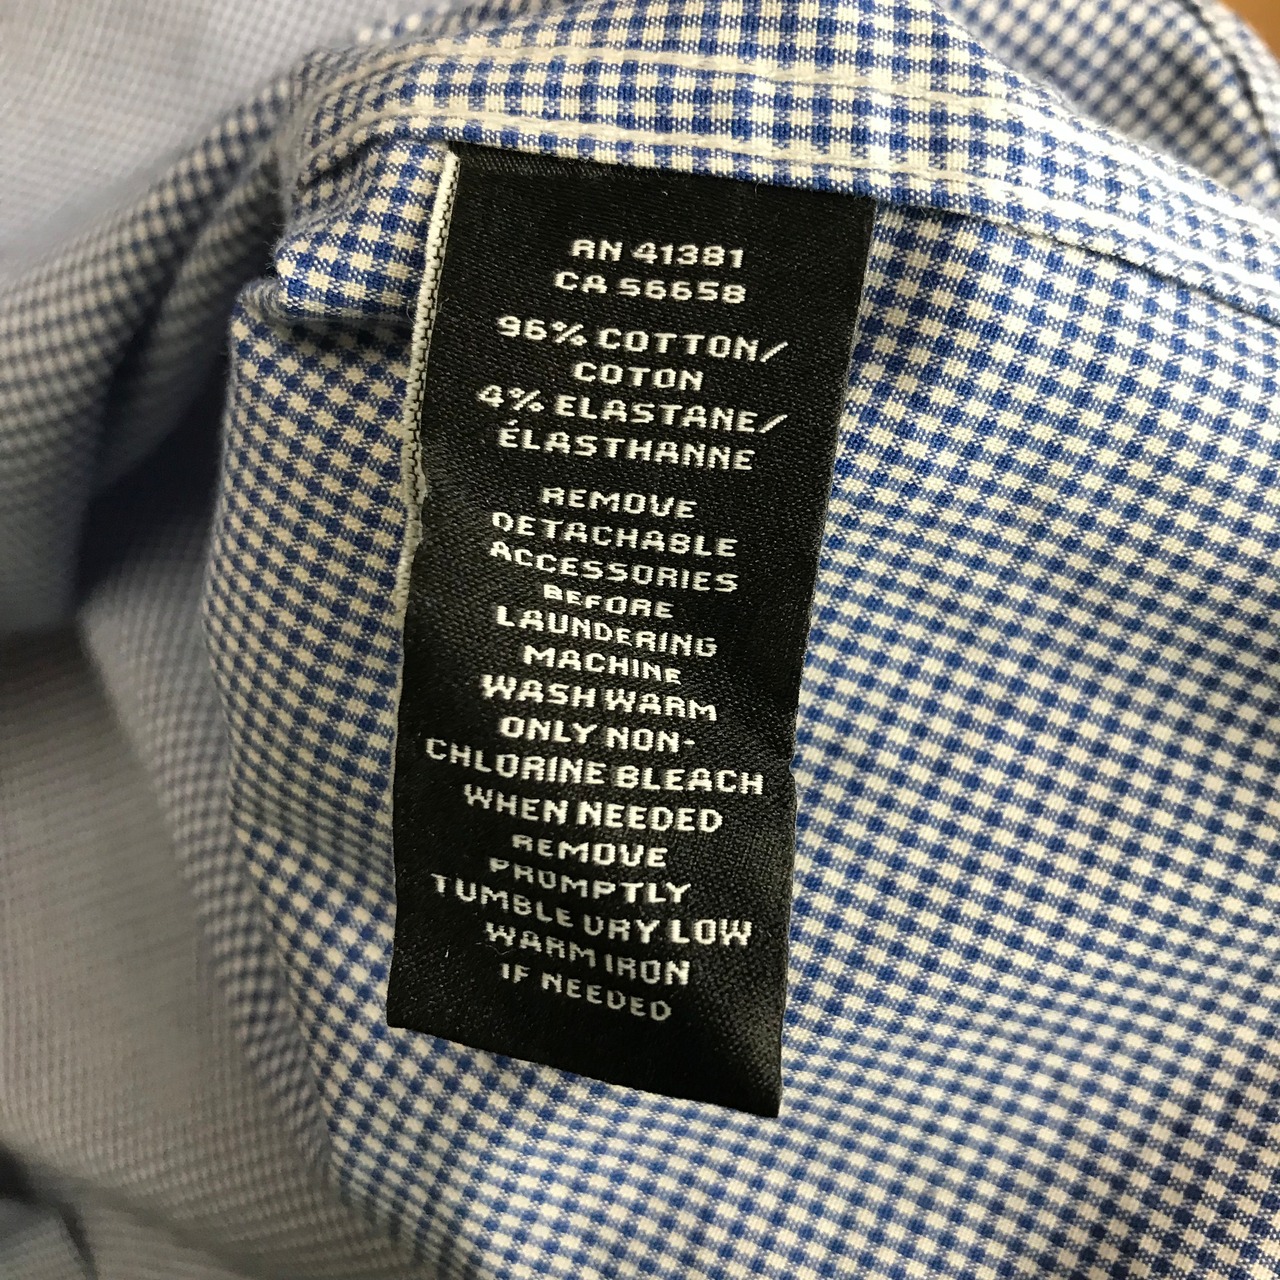 RN 41381
CA 56658
96% COTTON/
COTON
4% ELASTANE/
ÉLASTHANNE
REMOVE
DETACHABLE
ACCESSORIES
BEFORE
LAUNDERING
MACHINE
WASH WARM
ONLY NON-
CHLORINE BLEACH
WHEN NEEDED
REMOVE
PROMPTLY
TUMBLE DRY LOW
WARM IRON
IF NEEDED